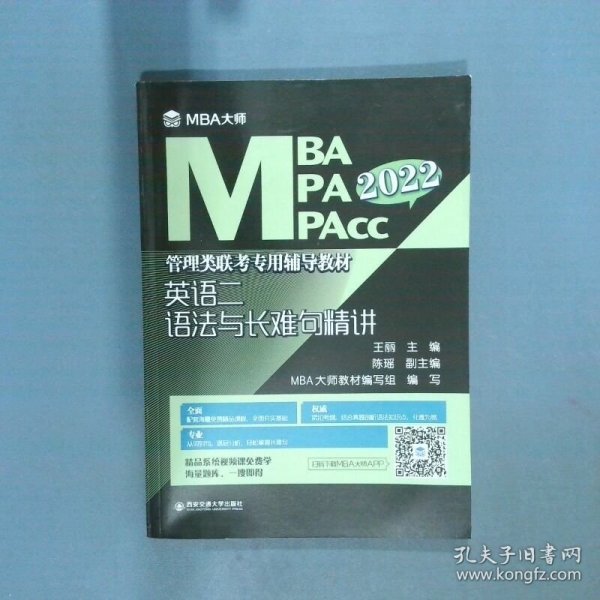 MBA大师
MBA
MPA
MPAcc
2022
管理类联考专用辅导教材
英语二
语法与长难句精讲
王丽 主编
陈瑶 副主编
MBA大师教材编写组 编写
全面
权威
专业
精品系统视频课免费学
海量题库，一搜即得
扫码下载MBA大师APP
西安交通大学出版社
孔夫子旧书网
www.kongfz.com